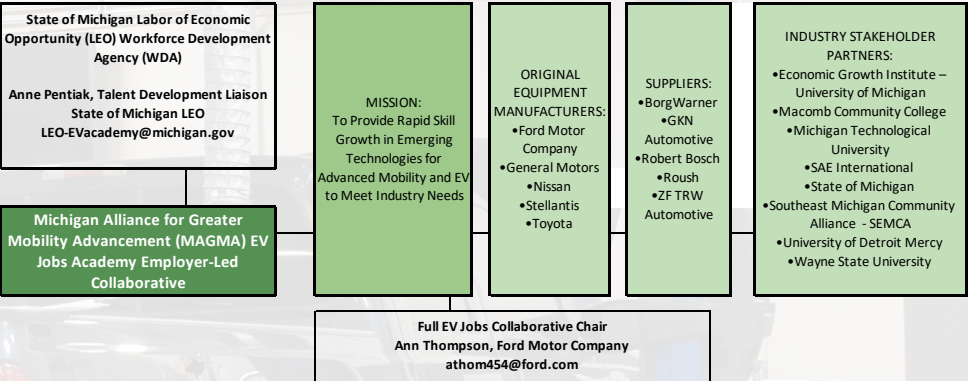 State of Michigan Labor of Economic
Opportunity (LEO) Workforce Development
Agency (WDA)
Anne Pentiak, Talent Development Liaison
State of Michigan LEO
LEO-EVacademy@michigan.gov
Michigan Alliance for Greater
Mobility Advancement (MAGMA) EV
Jobs Academy Employer-Led
Collaborative
MISSION:
To Provide Rapid Skill
Growth in Emerging
Technologies for
Advanced Mobility and EV
to Meet Industry Needs
ORIGINAL
EQUIPMENT
MANUFACTURERS:
•Ford Motor
Company
•General Motors
•Nissan
•Stellantis
•Toyota
SUPPLIERS:
•BorgWarner
•GKN
Automotive
•Robert Bosch
•Roush
•ZF TRW
Automotive
INDUSTRY STAKEHOLDER
PARTNERS:
•Economic Growth Institute –
University of Michigan
•Macomb Community College
•Michigan Technological
University
•SAE International
•State of Michigan
•Southeast Michigan Community
Alliance - SEMCA
•University of Detroit Mercy
•Wayne State University
Full EV Jobs Collaborative Chair
Ann Thompson, Ford Motor Company
athom454@ford.com